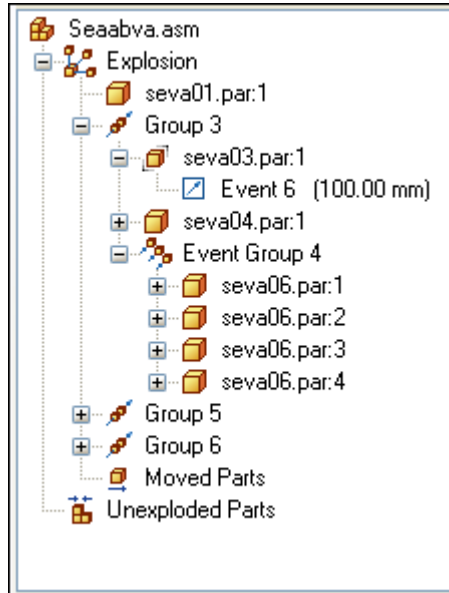 Seaabva.asm
Explosion
seva01.par:1
Group 3
seva03.par:1
Event 6 (100.00 mm)
seva04.par:1
Event Group 4
seva06.par:1
seva06.par:2
seva06.par:3
seva06.par:4
Group 5
Group 6
Moved Parts
Unexploded Parts